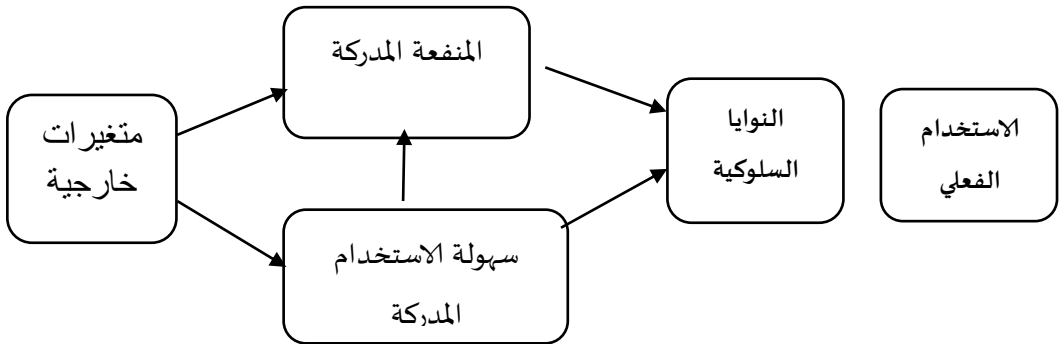 متغيرات
خارجية
المنفعة المدركة
سهولة الاستخدام
المدركة
النوايا
السلوكية
الاستخدام
الفعلي